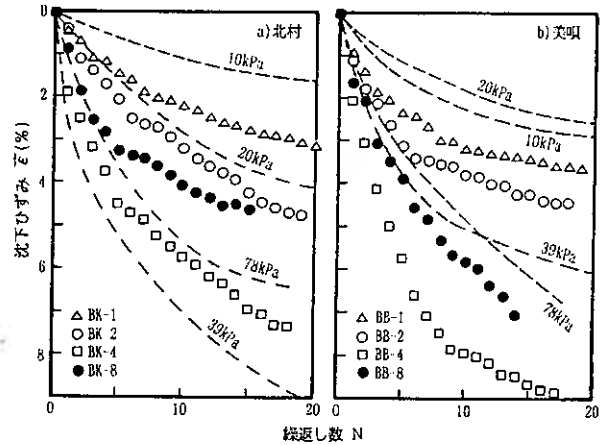 a)北村
b)美唄
0
2
4
6
8
沈下ひずみ ε(%)
10kPa
20kPa
78kPa
39kPa
△ BK-1
○ BK-2
□ BK-4
● BK-8
20kPa
10kPa
39kPa
78kPa
△ BB-1
○ BB-2
□ BB-4
● BB-8
0
10
20
0
10
20
繰返し数 N